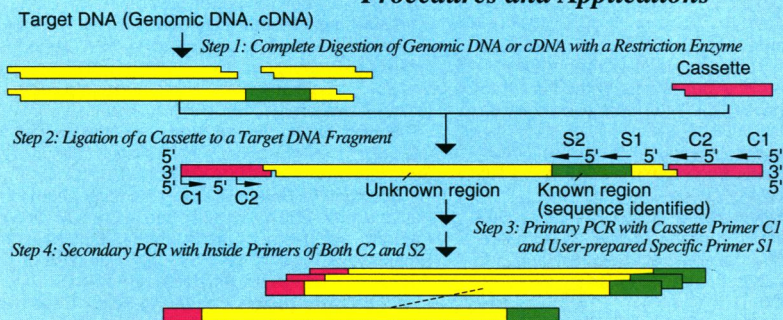 Procedures and Applications
Target DNA (Genomic DNA. cDNA)
Step 1: Complete Digestion of Genomic DNA or cDNA with a Restriction Enzyme
Cassette
Step 2: Ligation of a Cassette to a Target DNA Fragment
S2 S1 C2 C1
5' 5' 5' 5' 5'
3' 3'
5' C1 5' C2 5'
Unknown region Known region
(sequence identified)
Step 3: Primary PCR with Cassette Primer C1
and User-prepared Specific Primer S1
Step 4: Secondary PCR with Inside Primers of Both C2 and S2